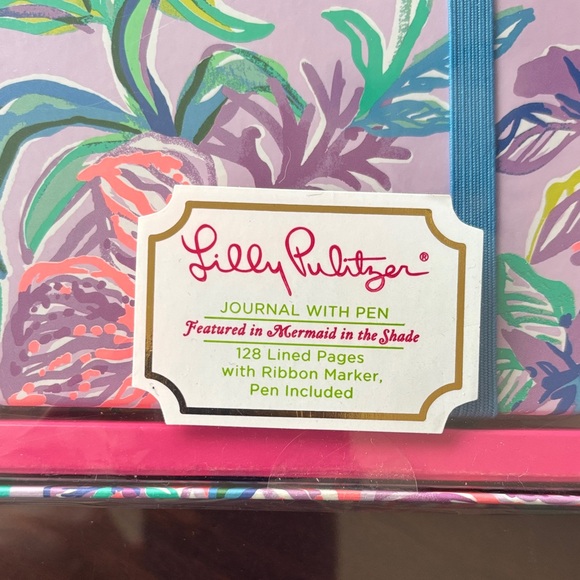 Lilly Pulitzer®
JOURNAL WITH PEN
Featured in Mermaid in the Shade
128 Lined Pages
with Ribbon Marker,
Pen Included